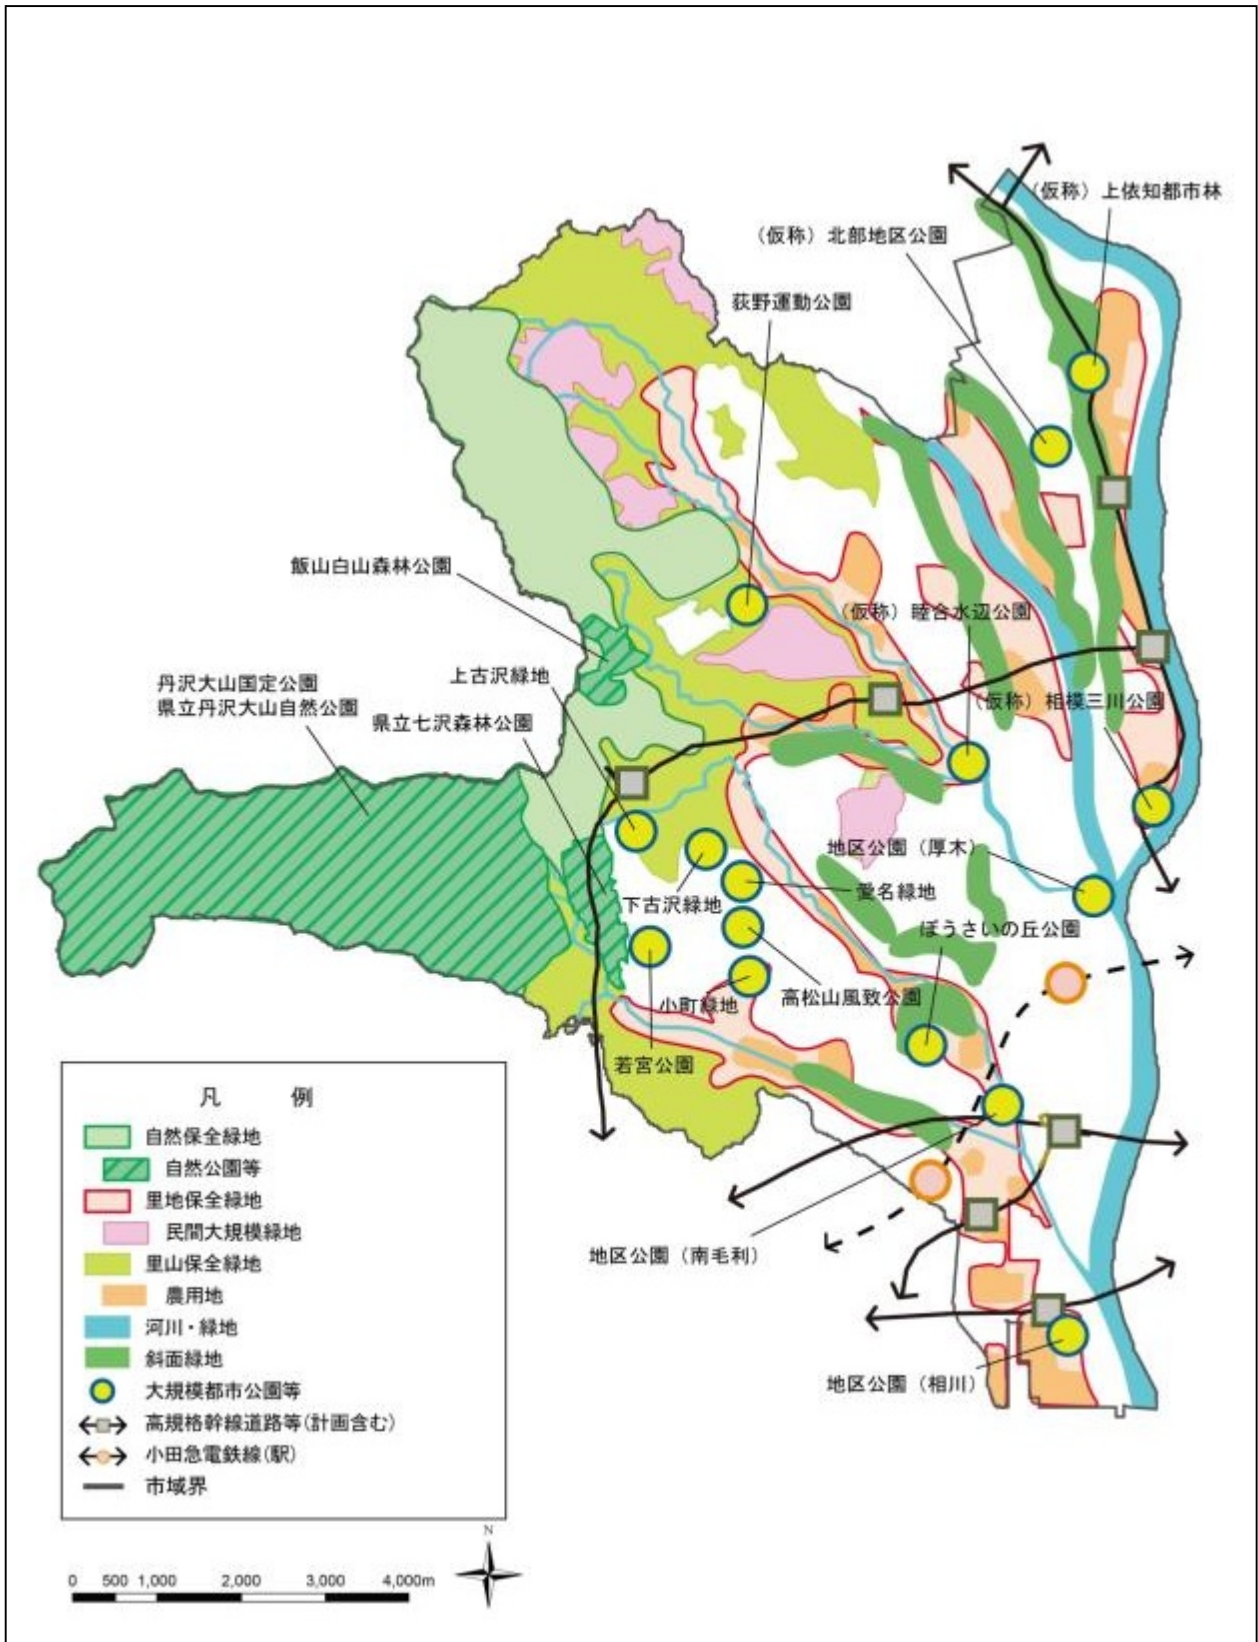 (仮称)上依知都市林
(仮称)北部地区公園
荻野運動公園
飯山白山森林公園
(仮称)睦合水辺公園
上古沢緑地
丹沢大山国定公園
県立丹沢大山自然公園
県立七沢森林公園
(仮称)相模三川公園
地区公園(厚木)
愛名緑地
下古沢緑地
ぼうさいの丘公園
高松山風致公園
小町緑地
若宮公園
地区公園(南毛利)
地区公園(相川)
凡 例
自然保全緑地
自然公園等
里地保全緑地
民間大規模緑地
里山保全緑地
農用地
河川・緑地
斜面緑地
大規模都市公園等
高規格幹線道路等(計画含む)
小田急電鉄線(駅)
市域界
N
0 500 1,000 2,000 3,000 4,000m